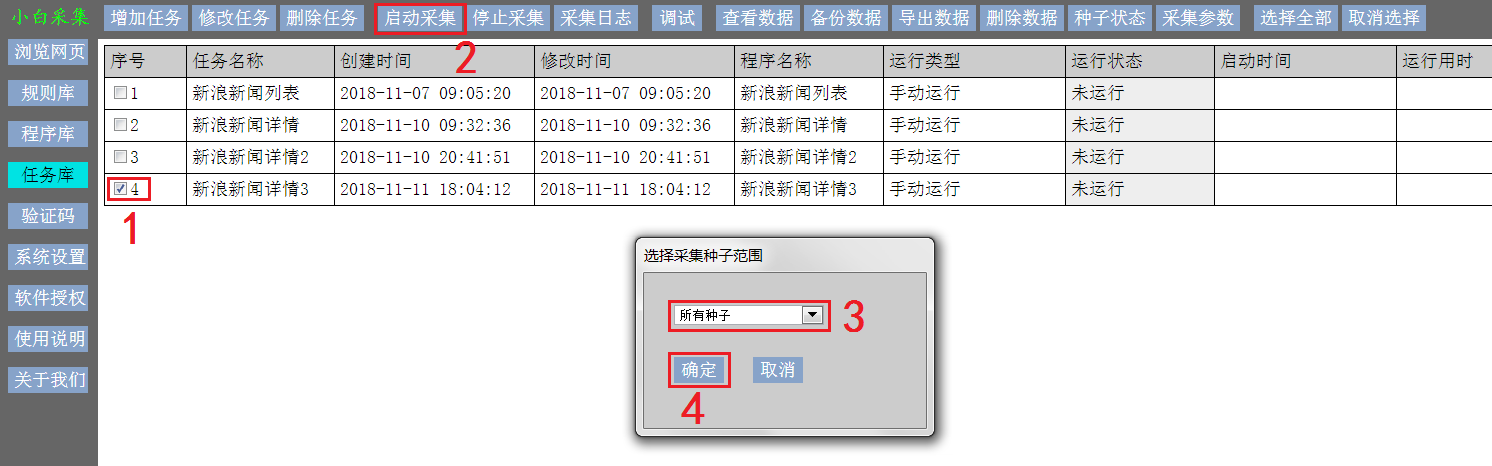 小白采集 增加任务 修改任务 删除任务 启动采集 停止采集 采集日志 调试 查看数据 备份数据 导出数据 删除数据 种子状态 采集参数 选择全部 取消选择
浏览网页
规则库
程序库
任务库
验证码
系统设置
软件授权
使用说明
关于我们
2
序号 任务名称 创建时间 修改时间 程序名称 运行类型 运行状态 启动时间 运行用时
1 新浪新闻列表 2018-11-07 09:05:20 2018-11-07 09:05:20 新浪新闻列表 手动运行 未运行
2 新浪新闻详情 2018-11-10 09:32:36 2018-11-10 09:32:36 新浪新闻详情 手动运行 未运行
3 新浪新闻详情2 2018-11-10 20:41:51 2018-11-10 20:41:51 新浪新闻详情2 手动运行 未运行
4 新浪新闻详情3 2018-11-11 18:04:12 2018-11-11 18:04:12 新浪新闻详情3 手动运行 未运行
1
选择采集种子范围
所有种子 3
确定 取消
4